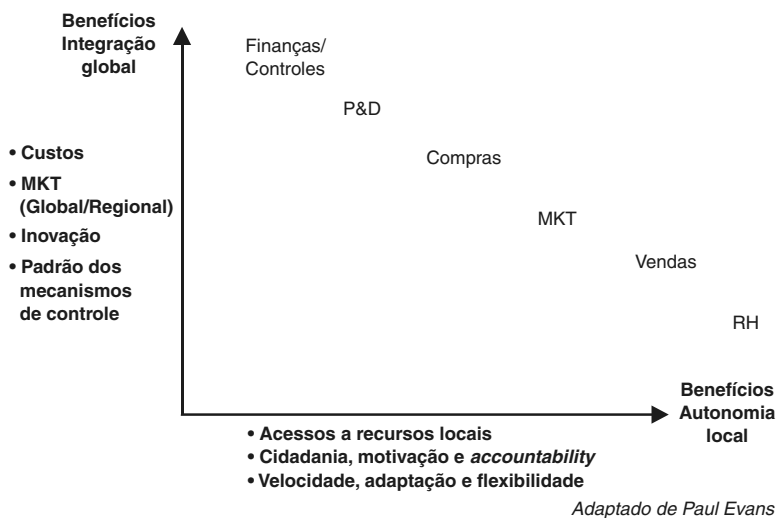 Benefícios
Integração
global
Finanças/
Controles
P&D
• Custos
• MKT
(Global/Regional)
• Inovação
• Padrão dos
mecanismos
de controle
Compras
MKT
Vendas
RH
Benefícios
Autonomia
local
• Acessos a recursos locais
• Cidadania, motivação e accountability
• Velocidade, adaptação e flexibilidade
Adaptado de Paul Evans